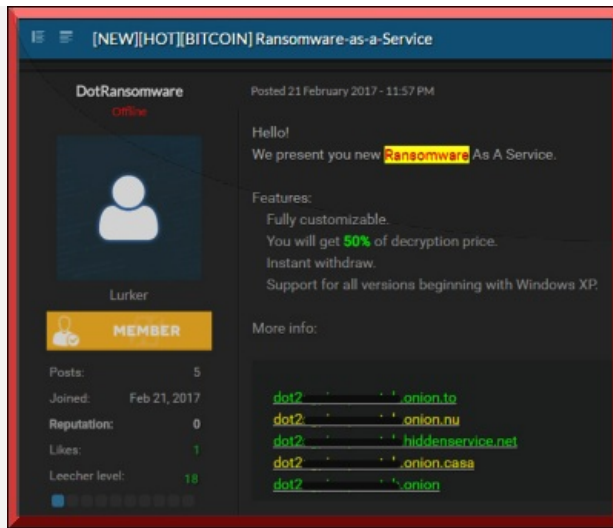 [NEW][HOT][BITCOIN] Ransomware-as-a-Service
DotRansomware
Offline
Lurker
MEMBER
Posts: 5
Joined: Feb 21, 2017
Reputation: 0
Likes: 1
Leecher level: 18
Posted 21 February 2017 - 11:57 PM
Hello!
We present you new Ransomware As A Service.
Features:
Fully customizable.
You will get 50% of decryption price.
Instant withdraw.
Support for all versions beginning with Windows XP.
More info:
dot2 .onion.to
dot2 .onion.nu
dot2 .hiddenservice.net
dot2 .onion.casa
dot2 .onion